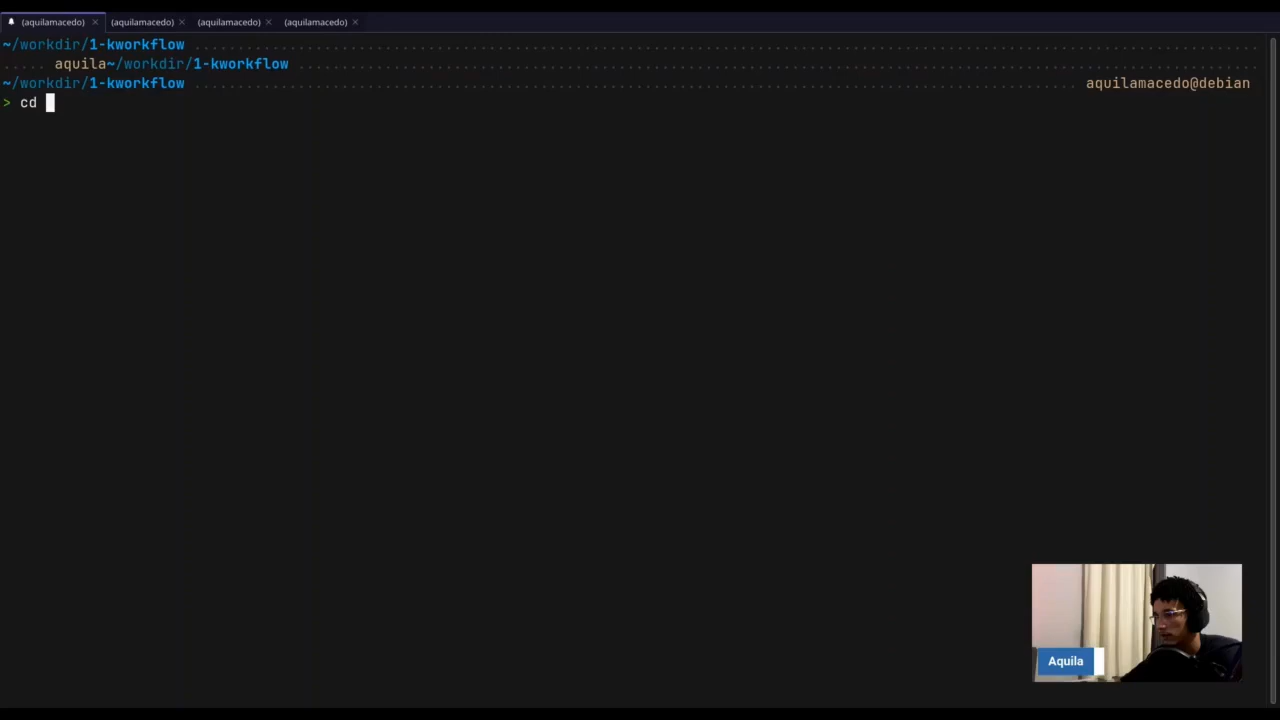 (aquilamacedo) × (aquilamacedo) × (aquilamacedo) × (aquilamacedo) ×
~/workdir/1-kworkflow
aquila~/workdir/1-kworkflow
~/workdir/1-kworkflow aquilamacedo@debian
> cd
Aquila